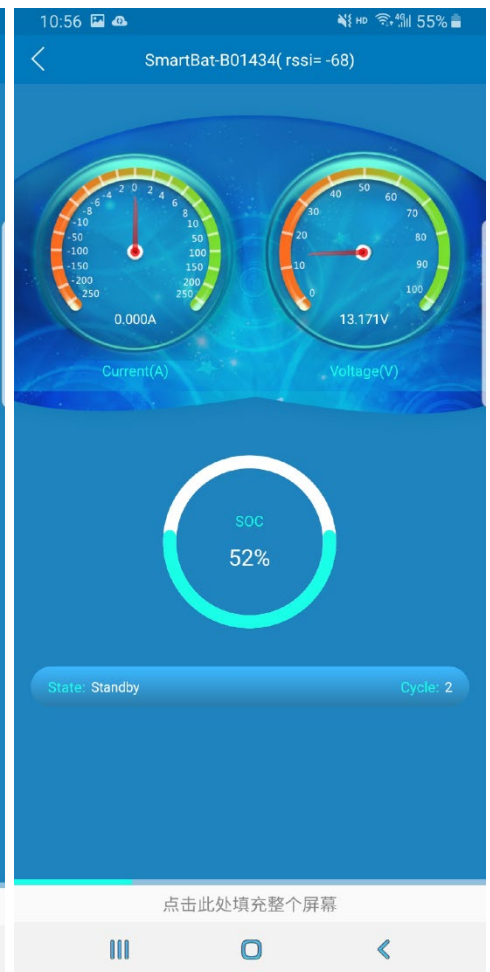 10:56 HD 4G 55%
SmartBat-B01434( rssi= -68)
-250 -200 -150 -100 -50 -10 -8 -6 -4 -2 0 2 4 6 8 10 50 100 150 200 250
0.000A
Current(A)
0 10 20 30 40 50 60 70 80 90 100
13.171V
Voltage(V)
SOC
52%
State: Standby Cycle: 2
点击此处填充整个屏幕